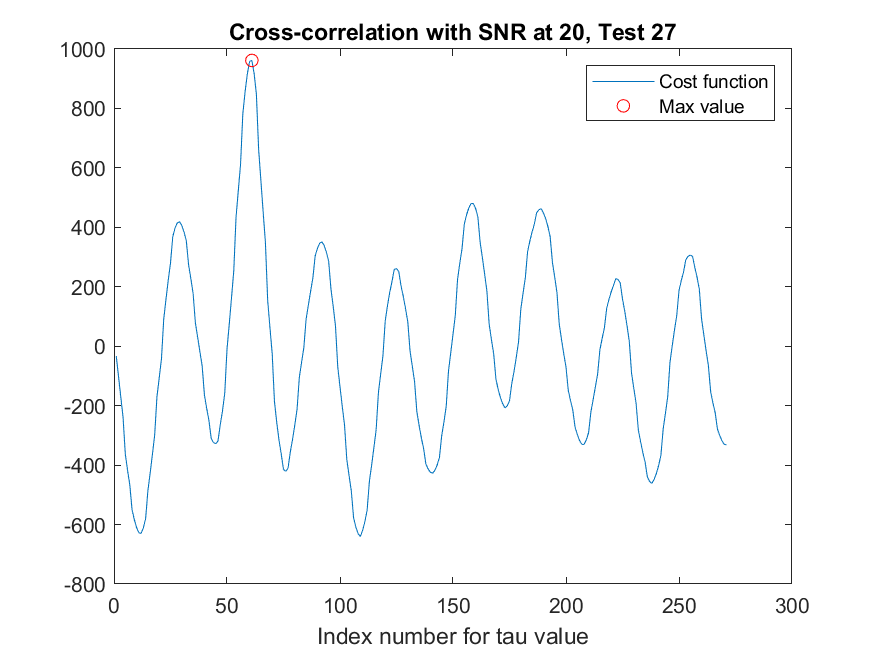 Cross-correlation with SNR at 20, Test 27
1000
800
600
400
200
0
-200
-400
-600
-800
Cost function
Max value
0 50 100 150 200 250 300
Index number for tau value